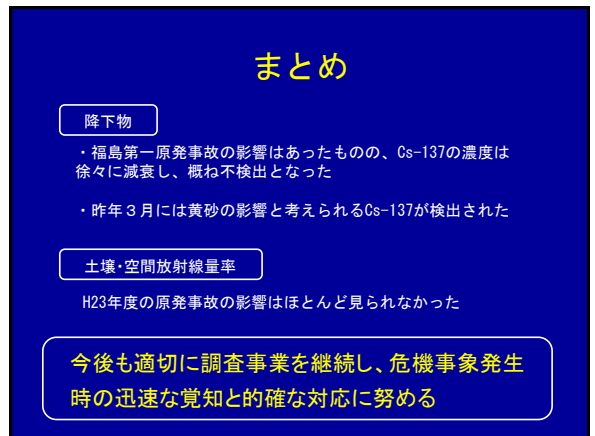 まとめ
降下物
・福島第一原発事故の影響はあったものの、Cs-137の濃度は
徐々に減衰し、概ね不検出となった
・昨年３月には黄砂の影響と考えられるCs-137が検出された
土壌・空間放射線量率
H23年度の原発事故の影響はほとんど見られなかった
今後も適切に調査事業を継続し、危機事象発生
時の迅速な覚知と的確な対応に努める